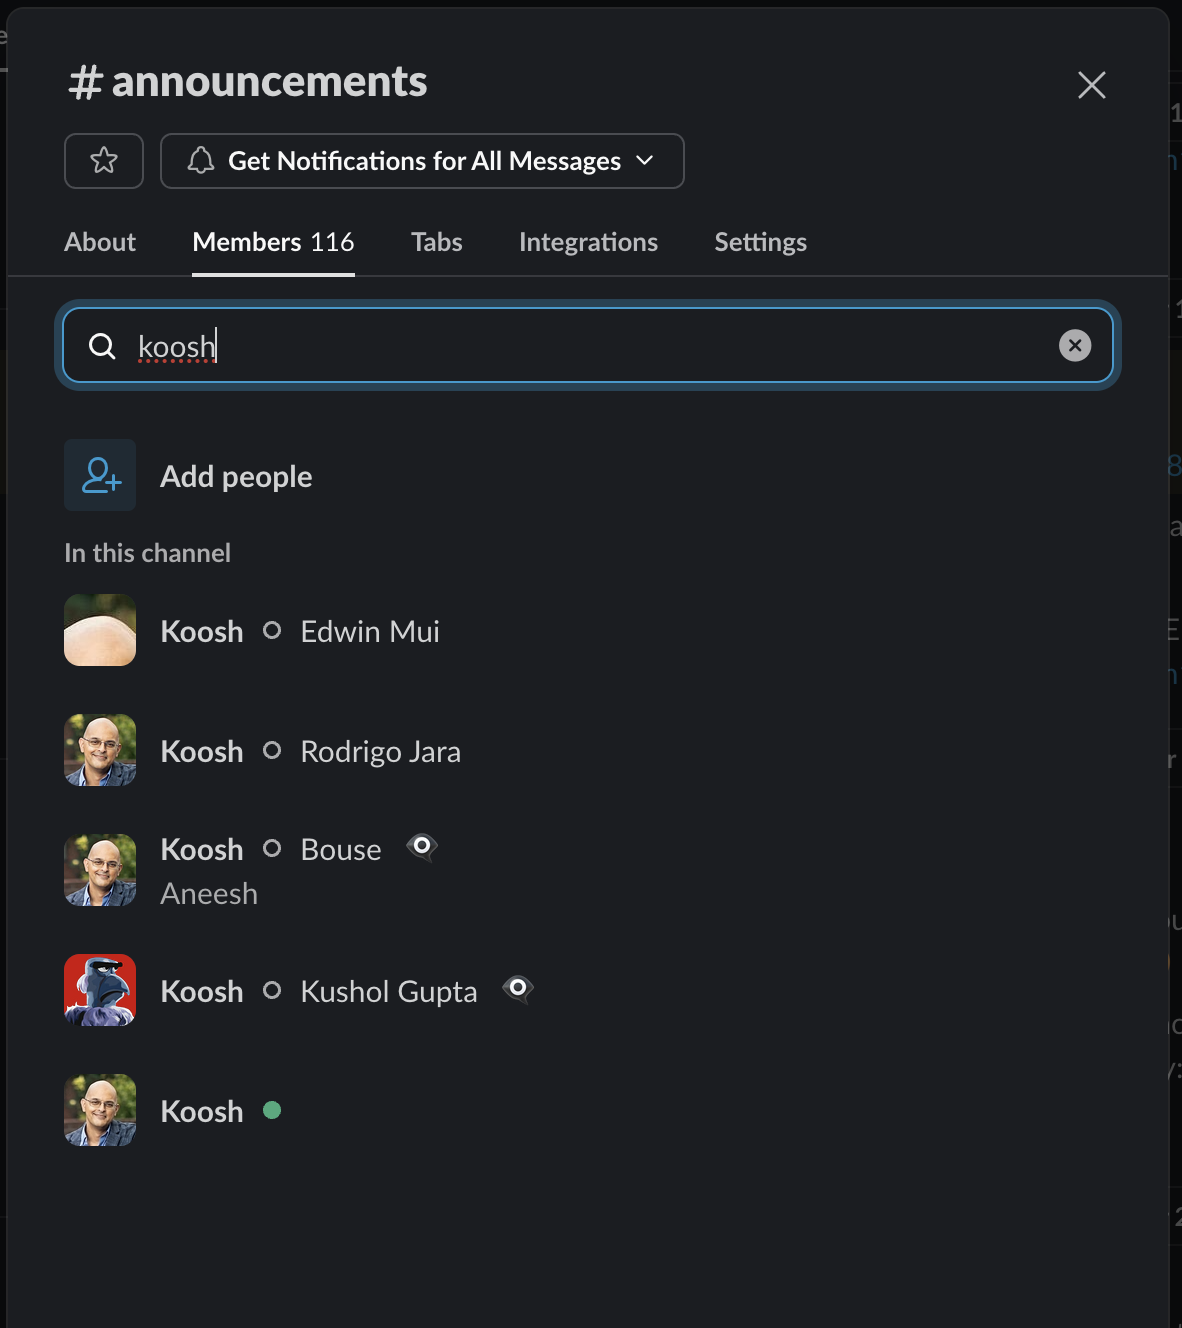 # announcements
Get Notifications for All Messages
About Members 116 Tabs Integrations Settings
koosh
Add people
In this channel
Koosh Edwin Mui
Koosh Rodrigo Jara
Koosh Bouse
Aneesh
Koosh Kushol Gupta
Koosh